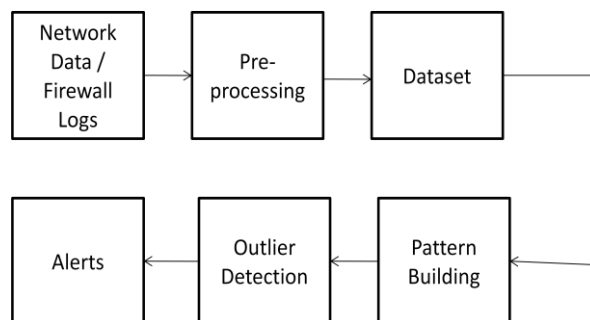 Network
Data /
Firewall
Logs
Pre-
processing
Dataset
Alerts
Outlier
Detection
Pattern
Building